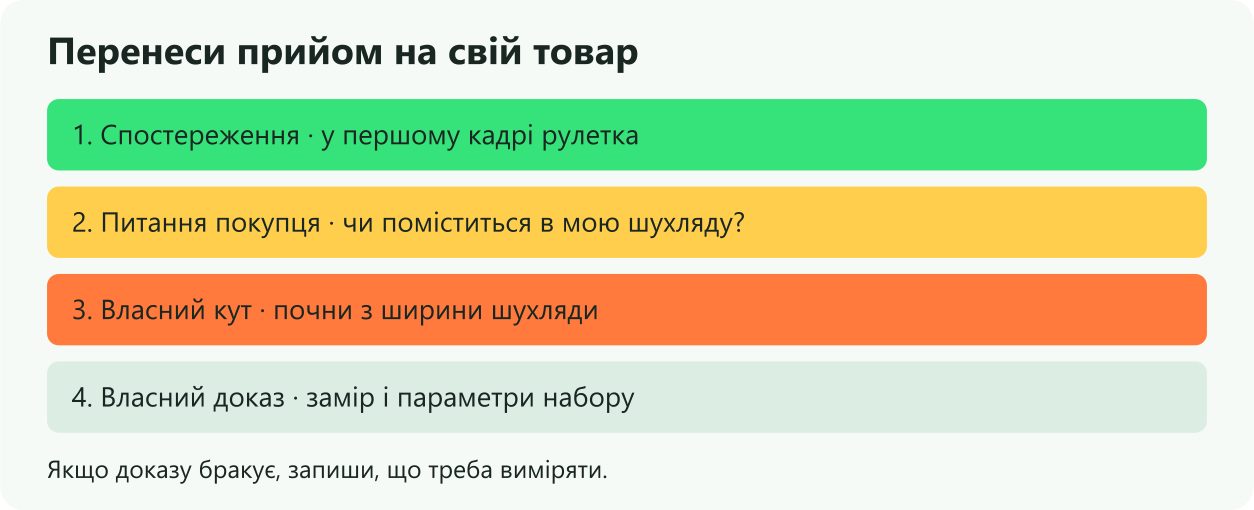 Перенеси прийом на свій товар
1. Спостереження · у першому кадрі рулетка
2. Питання покупця · чи поміститься в мою шухляду?
3. Власний кут · почни з ширини шухляди
4. Власний доказ · замір і параметри набору
Якщо доказу бракує, запиши, що треба виміряти.